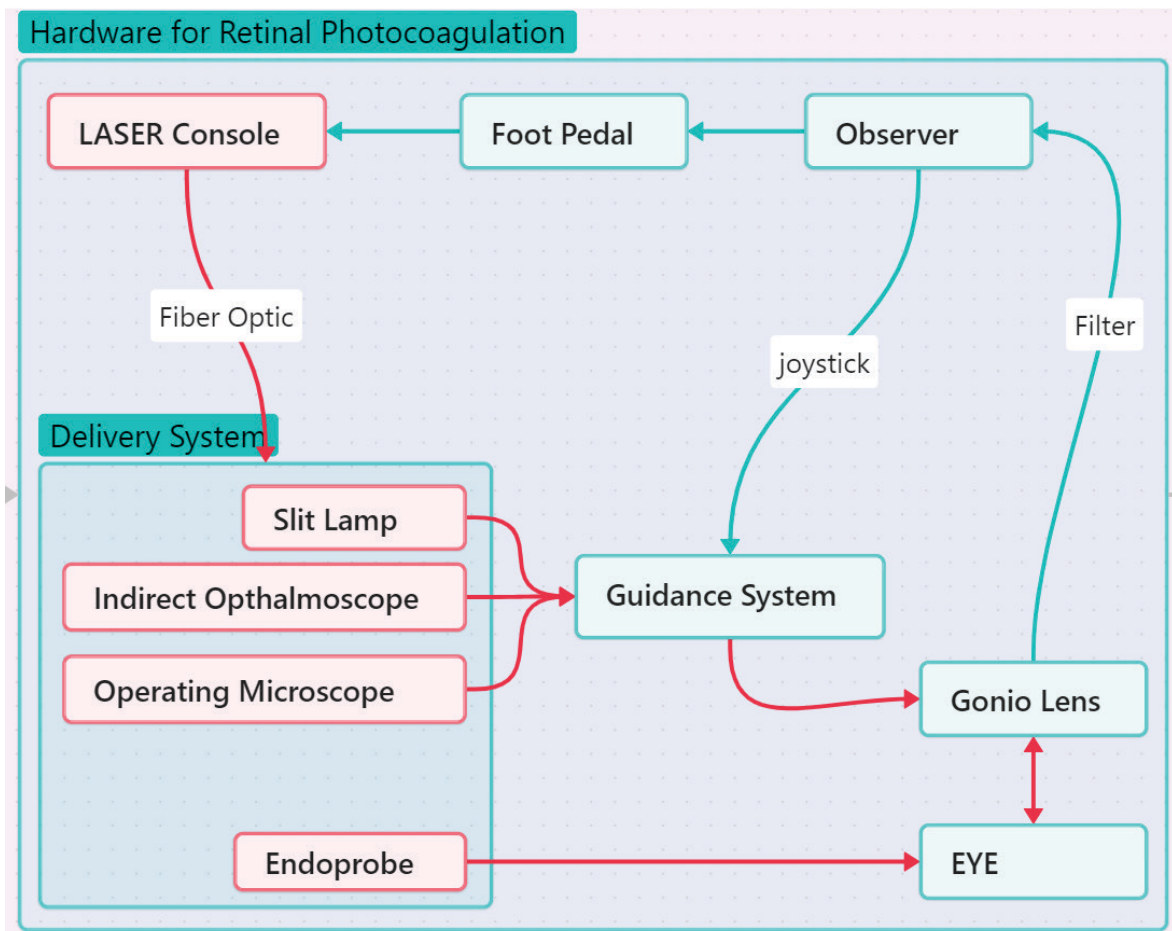 Hardware for Retinal Photocoagulation
LASER Console
Foot Pedal
Observer
Fiber Optic
joystick
Filter
Delivery System
Slit Lamp
Indirect Opthalmoscope
Operating Microscope
Guidance System
Gonio Lens
Endoprobe
EYE